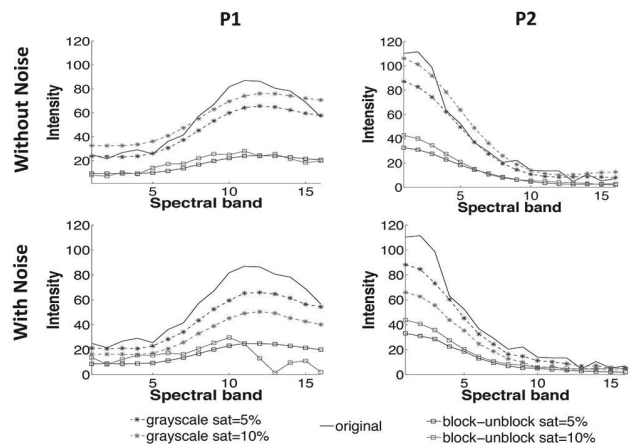 P1
P2
Without Noise
Intensity
120
100
80
60
40
20
5
10
15
Spectral band
Intensity
120
100
80
60
40
20
0
5
10
15
Spectral band
With Noise
Intensity
120
100
80
60
40
20
0
5
10
15
Spectral band
Intensity
120
100
80
60
40
20
0
5
10
15
Spectral band
grayscale sat=5%
grayscale sat=10%
original
block-unblock sat=5%
block-unblock sat=10%